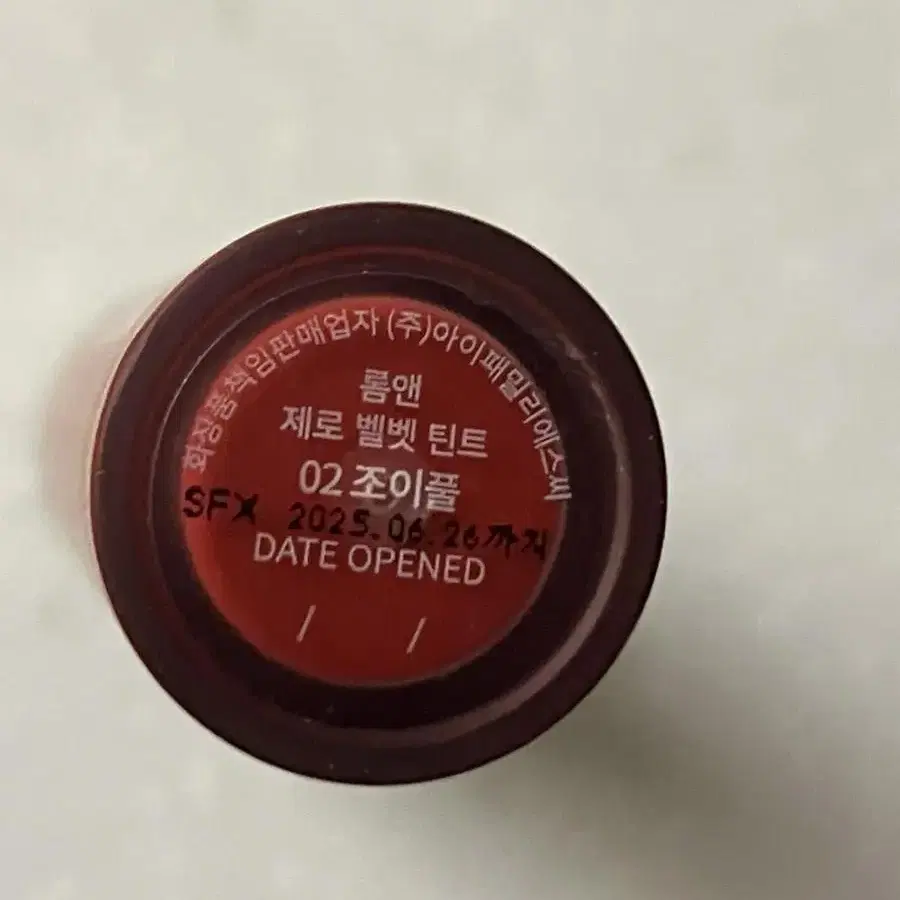 화장품책임판매업자 (주)아이패밀리에스씨
롬앤
제로 벨벳 틴트
02 조이풀
SFX 2025.06.26까지
DATE OPENED
/ /